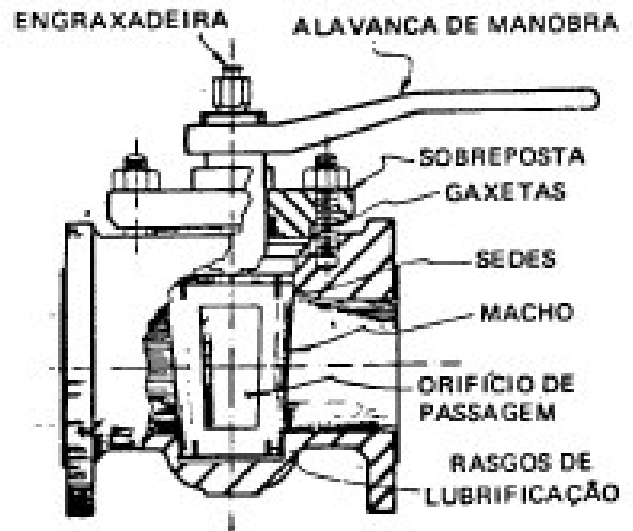 ENGRAXADEIRA
ALAVANCA DE MANOBRA
SOBREPOSTA
GAXETAS
SEDES
MACHO
ORIFÍCIO DE
PASSAGEM
RASGOS DE
LUBRIFICAÇÃO